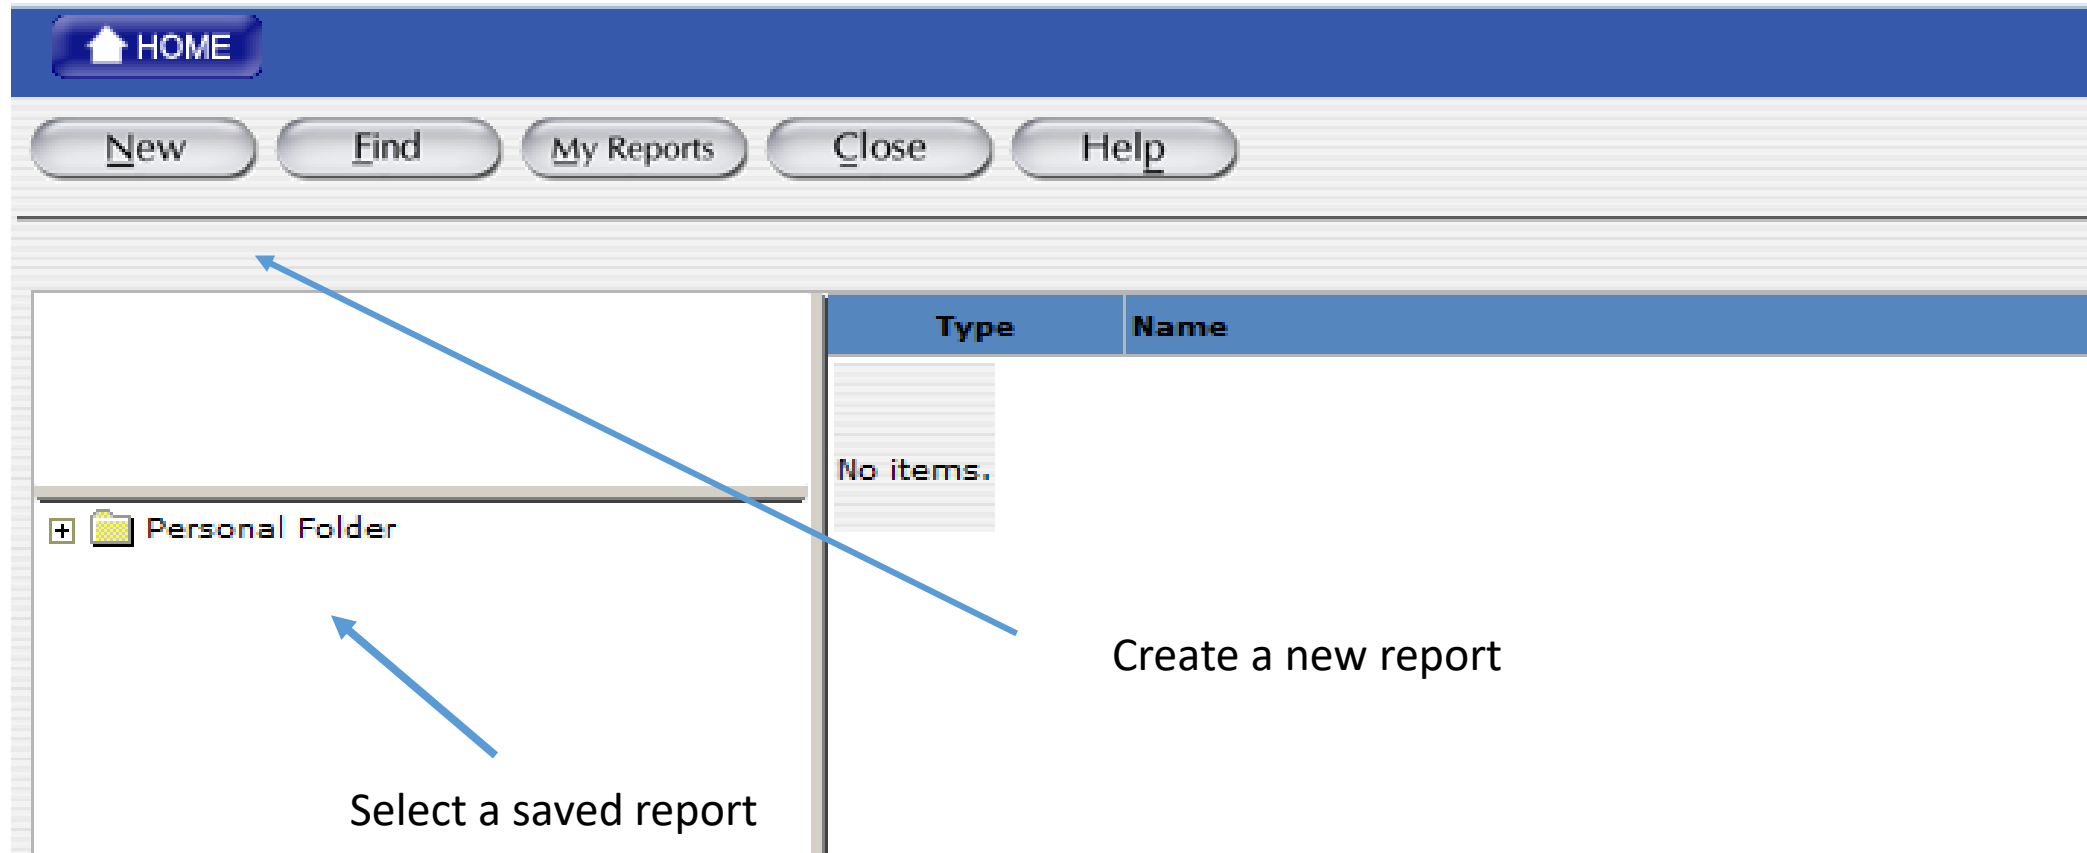 HOME
New Find My Reports Close Help
Type Name
No items.
Personal Folder
Create a new report
Select a saved report